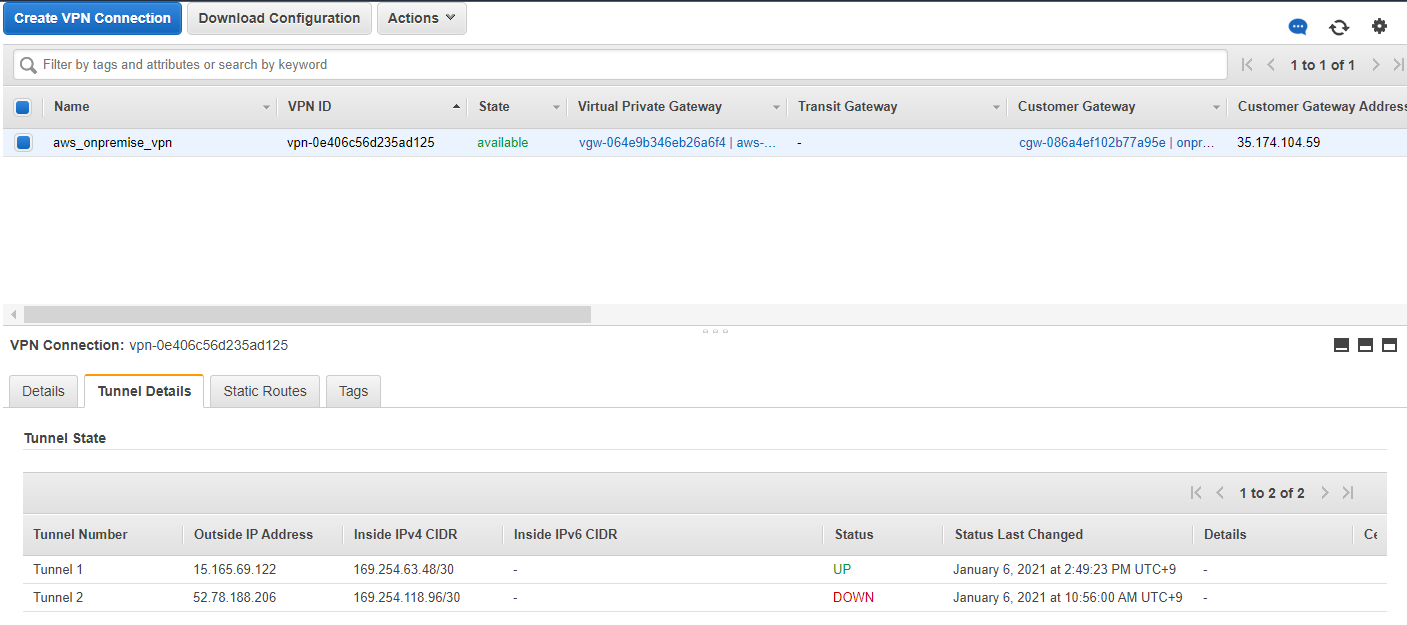 Create VPN Connection Download Configuration Actions
Filter by tags and attributes or search by keyword 1 to 1 of 1
Name VPN ID State Virtual Private Gateway Transit Gateway Customer Gateway Customer Gateway Address
aws_onpremise_vpn vpn-0e406c56d235ad125 available vgw-064e9b346eb26a6f4 | aws-... - cgw-086a4ef102b77a95e | onpr... 35.174.104.59
VPN Connection: vpn-0e406c56d235ad125
Details Tunnel Details Static Routes Tags
Tunnel State
1 to 2 of 2
Tunnel Number Outside IP Address Inside IPv4 CIDR Inside IPv6 CIDR Status Status Last Changed Details Ce
Tunnel 1 15.165.69.122 169.254.63.48/30 - UP January 6, 2021 at 2:49:23 PM UTC+9 -
Tunnel 2 52.78.188.206 169.254.118.96/30 - DOWN January 6, 2021 at 10:56:00 AM UTC+9 -